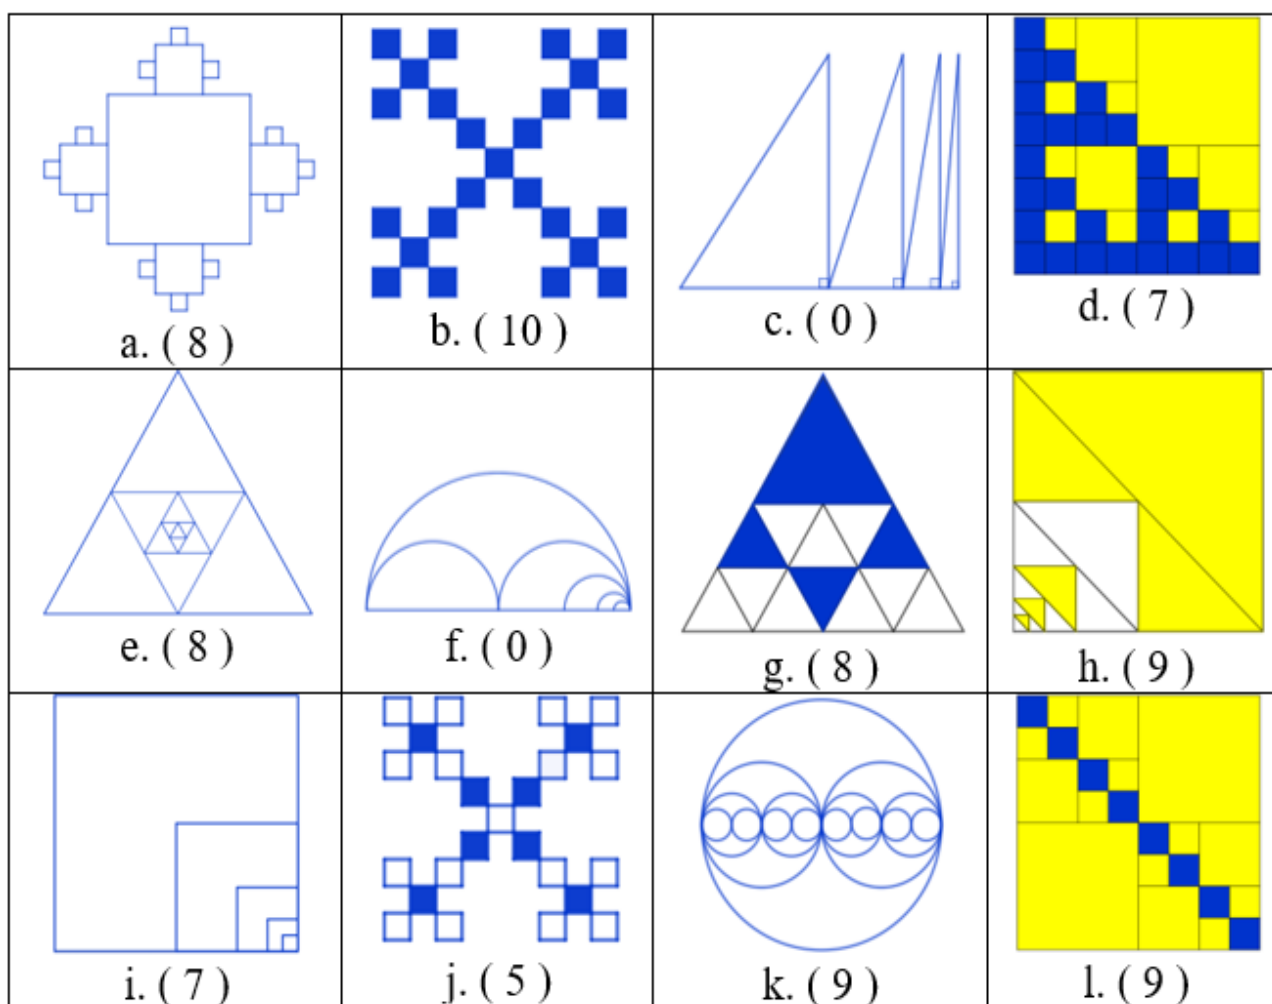 a. ( 8 )
b. ( 10 )
c. ( 0 )
d. ( 7 )
e. ( 8 )
f. ( 0 )
g. ( 8 )
h. ( 9 )
i. ( 7 )
j. ( 5 )
k. ( 9 )
l. ( 9 )